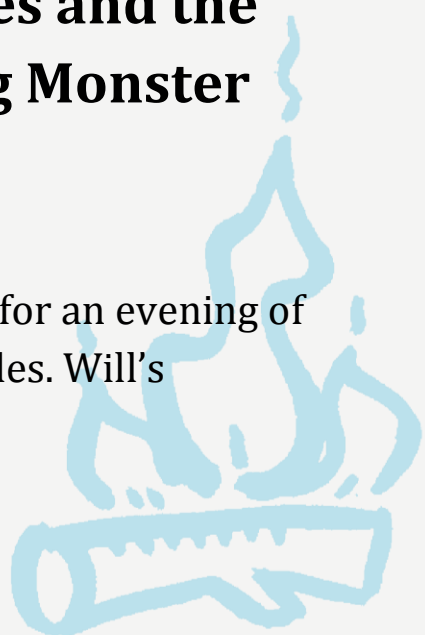 es and the
g Monster
for an evening of
les. Will’s